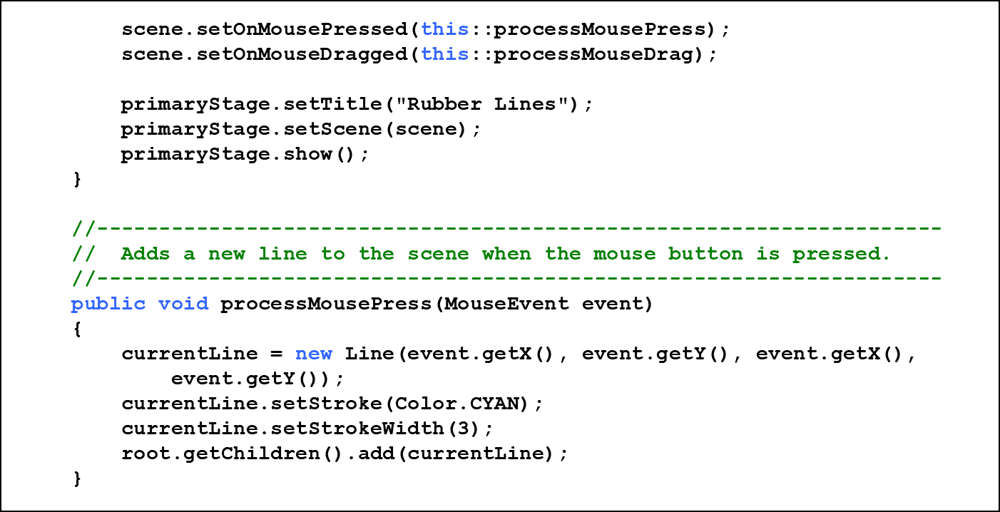 scene.setOnMousePressed(this::processMousePress);
scene.setOnMouseDragged(this::processMouseDrag);
primaryStage.setTitle("Rubber Lines");
primaryStage.setScene(scene);
primaryStage.show();
}
//--------------------------------------------------------------------
//  Adds a new line to the scene when the mouse button is pressed.
//--------------------------------------------------------------------
public void processMousePress(MouseEvent event)
{
currentLine = new Line(event.getX(), event.getY(), event.getX(),
event.getY());
currentLine.setStroke(Color.CYAN);
currentLine.setStrokeWidth(3);
root.getChildren().add(currentLine);
}